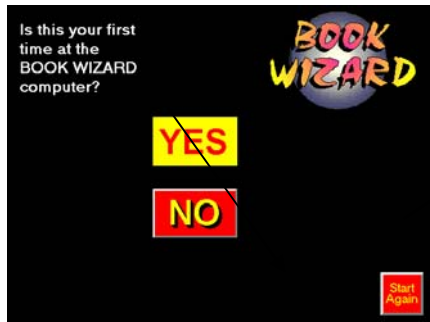 Is this your first
time at the
BOOK WIZARD
computer?
BOOK
WIZARD
YES
NO
Start
Again